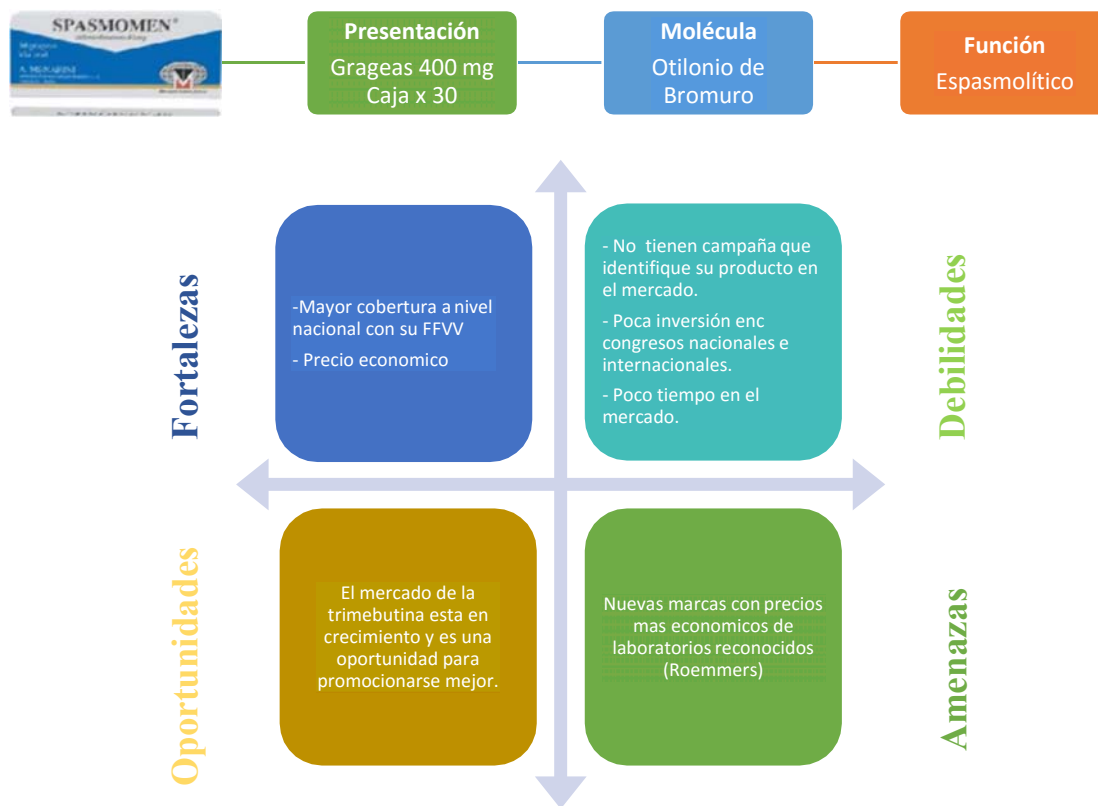 SPASMOMEN®
Presentación
Grageas 400 mg
Caja x 30
Molécula
Otilonio de
Bromuro
Función
Espasmolítico
Fortalezas
-Mayor cobertura a nivel
nacional con su FFVV
- Precio economico
- No tienen campaña que
identifique su producto en
el mercado.
- Poca inversión enc
congresos nacionales e
internacionales.
- Poco tiempo en el
mercado.
Debilidades
Oportunidades
El mercado de la
trimebutina esta en
crecimiento y es una
oportunidad para
promocionarse mejor.
Nuevas marcas con precios
mas economicos de
laboratorios reconocidos
(Roemmers)
Amenazas